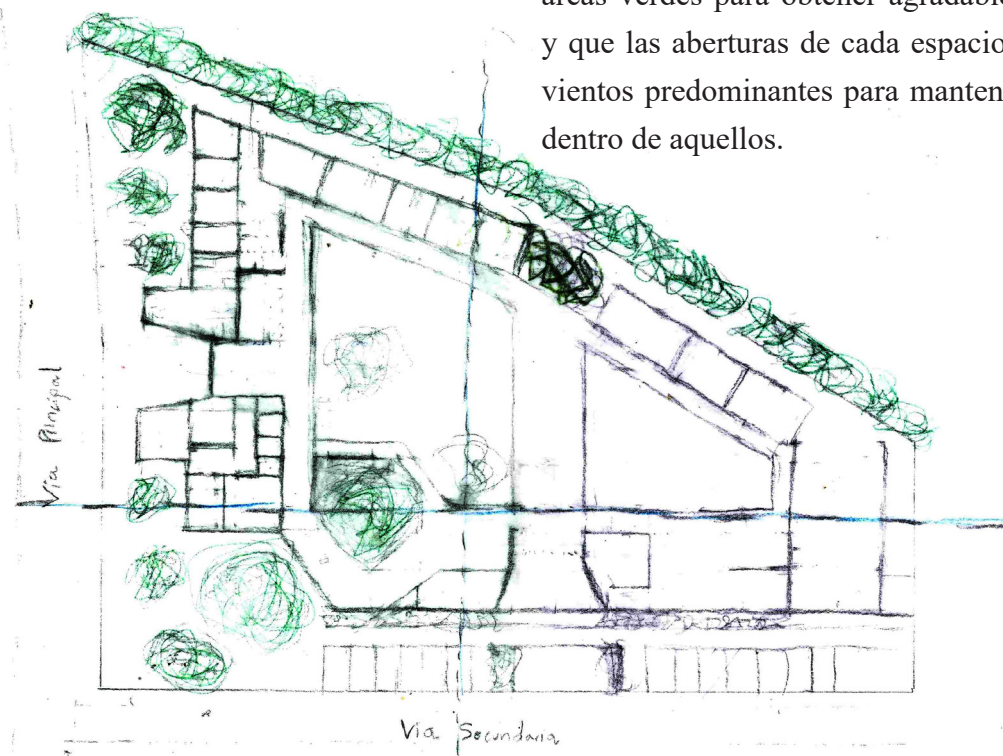 áreas verdes para obtener agradable
y que las aberturas de cada espacio
vientos predominantes para manten
dentro de aquellos.
Via Principal
Via Secundaria